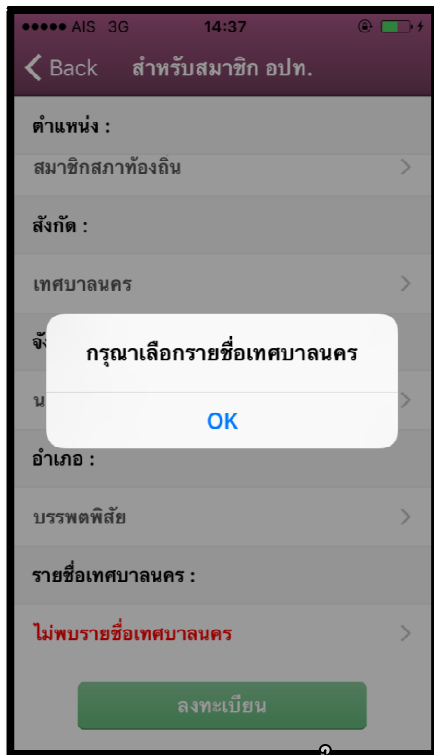 AIS 3G 14:37
Back สำหรับสมาชิก อปท.
ตำแหน่ง :
สมาชิกสภาท้องถิ่น
สังกัด :
เทศบาลนคร
จั
กรุณาเลือกรายชื่อเทศบาลนคร
น
OK
อำเภอ :
บรรพตพิสัย
รายชื่อเทศบาลนคร :
ไม่พบรายชื่อเทศบาลนคร
ลงทะเบียน